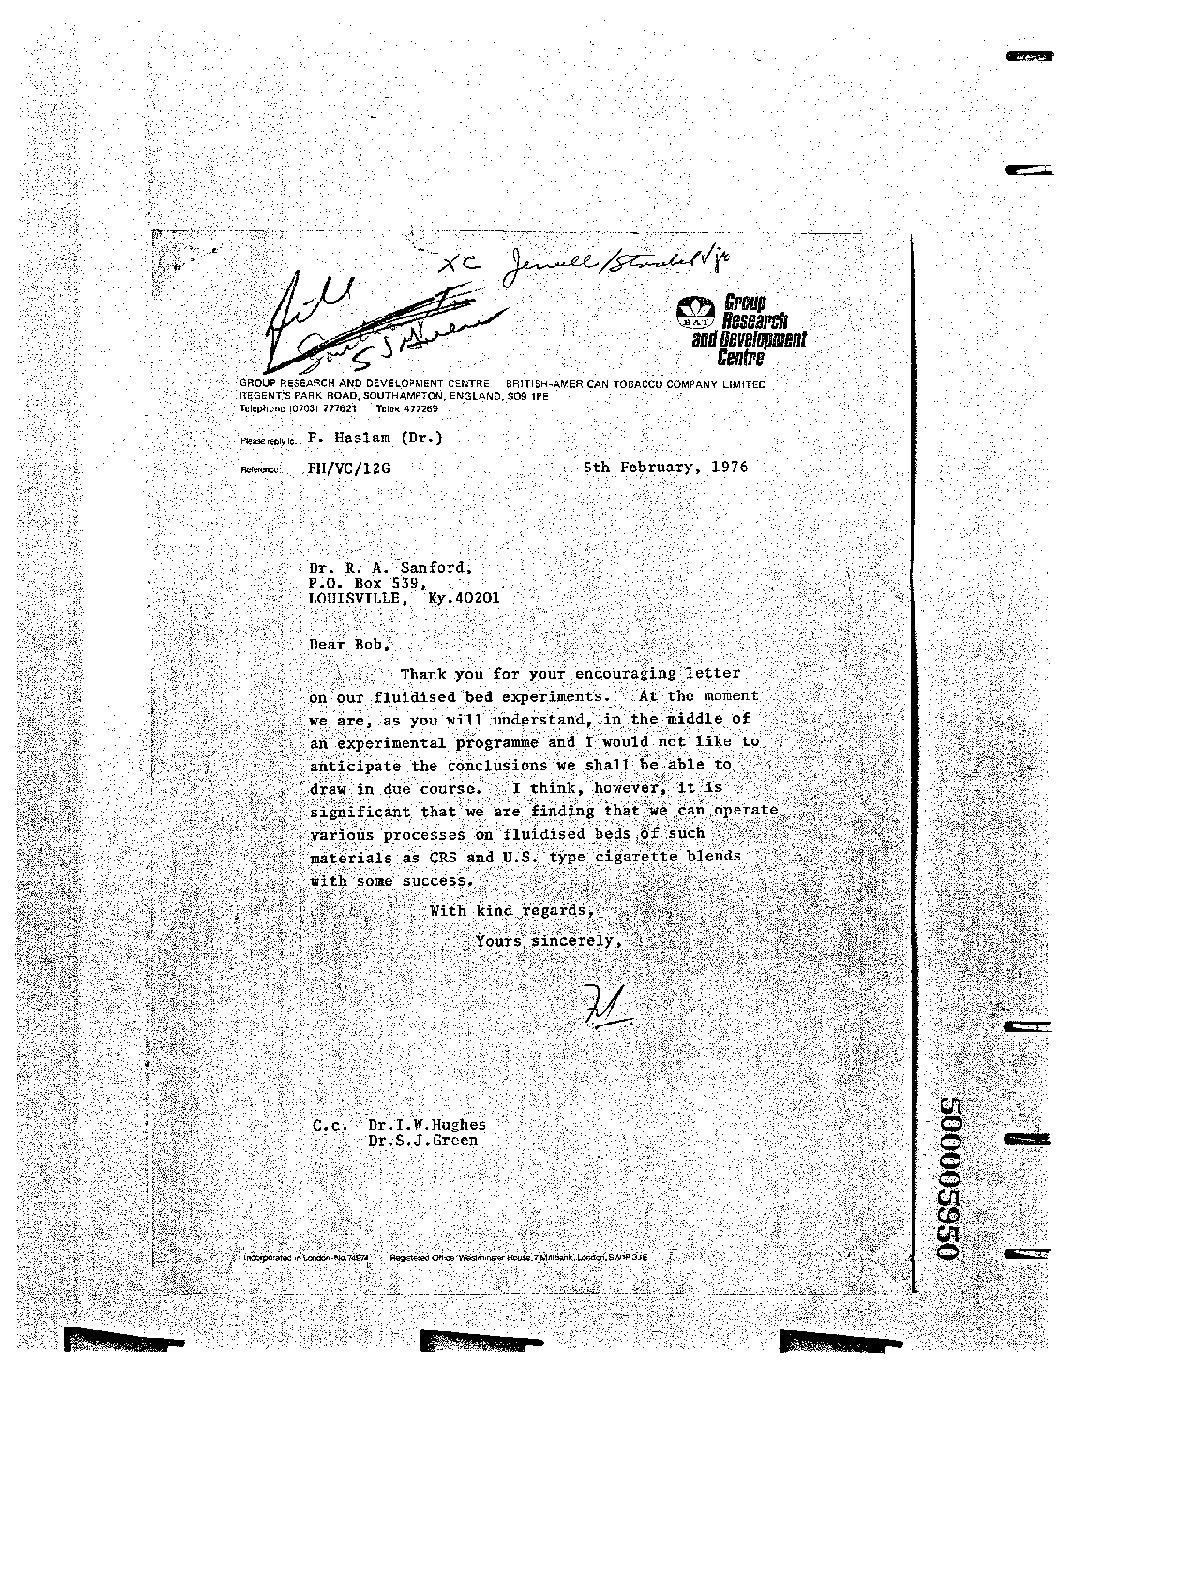 XC
Group
Research
and Development
Centre
B·A·T
S J Green
GROUP RESEARCH AND DEVELOPMENT CENTRE BRITISH-AMERICAN TOBACCO COMPANY LIMITED
REGENT'S PARK ROAD, SOUTHAMPTON, ENGLAND, SO9 1PE
Telephone (0703) 777621 Telex 477269
Please reply to: F. Haslam (Dr.)
Reference: FH/VC/12G 5th February, 1976
Dr. R. A. Sanford,
P.O. Box 539,
LOUISVILLE, Ky.40201
Dear Bob,
Thank you for your encouraging letter
on our fluidised bed experiments. At the moment
we are, as you will understand, in the middle of
an experimental programme and I would not like to
anticipate the conclusions we shall be able to
draw in due course. I think, however, it is
significant that we are finding that we can operate
various processes on fluidised beds of such
materials as CRS and U.S. type cigarette blends
with some success.
With kind regards,
Yours sincerely,
C.c. Dr.I.W.Hughes
Dr.S.J.Green
Incorporated in London-No.74974 Registered Office Westminster House, 7 Millbank, London, SW1P 3JE
500005950